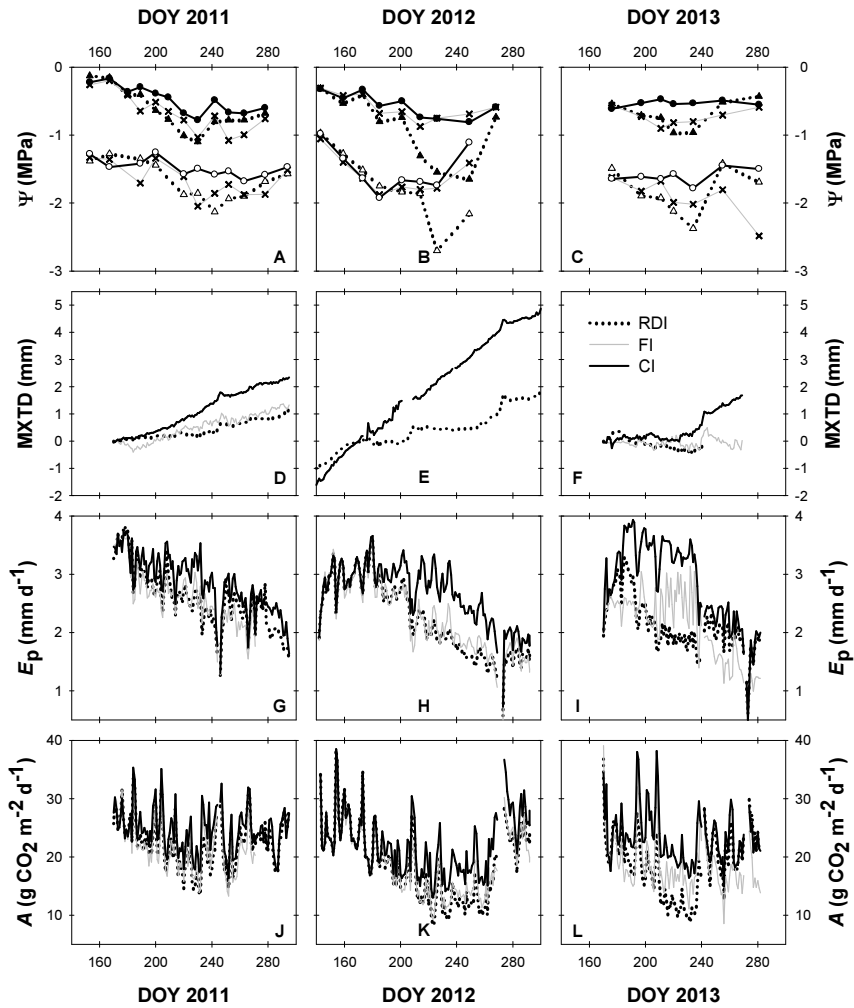 DOY 2011 DOY 2012 DOY 2013
160 200 240 280 160 200 240 280 160 200 240 280
0 0
-1 -1
-2 -2
-3 -3
Ψ (MPa) Ψ (MPa)
A B C
5 5
4 4
3 3
2 2
1 1
0 0
-1 -1
-2 -2
MXTD (mm) MXTD (mm)
RDI
FI
CI
D E F
4 4
3 3
2 2
1 1
Ep (mm d-1) Ep (mm d-1)
G H I
40 40
30 30
20 20
10 10
A (g CO2 m-2 d-1) A (g CO2 m-2 d-1)
J K L
160 200 240 280 160 200 240 280 160 200 240 280
DOY 2011 DOY 2012 DOY 2013